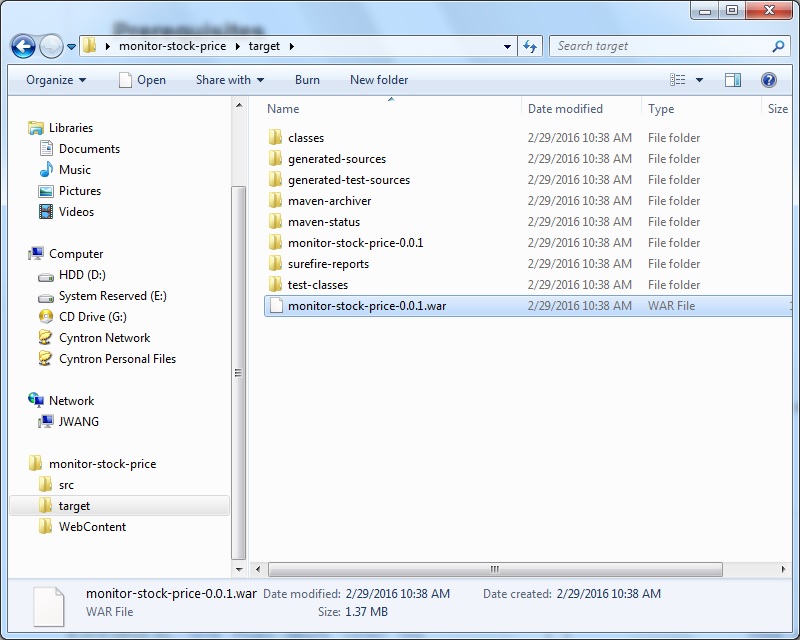 Prerequisites
monitor-stock-price target
Search target
Organize Open Share with Burn New folder
Name Date modified Type Size
Libraries
Documents
Music
Pictures
Videos
Computer
HDD (D:)
System Reserved (E:)
CD Drive (G:)
Cyntron Network
Cyntron Personal Files
Network
JWANG
monitor-stock-price
src
target
WebContent
classes 2/29/2016 10:38 AM File folder
generated-sources 2/29/2016 10:38 AM File folder
generated-test-sources 2/29/2016 10:38 AM File folder
maven-archiver 2/29/2016 10:38 AM File folder
maven-status 2/29/2016 10:38 AM File folder
monitor-stock-price-0.0.1 2/29/2016 10:38 AM File folder
surefire-reports 2/29/2016 10:38 AM File folder
test-classes 2/29/2016 10:38 AM File folder
monitor-stock-price-0.0.1.war 2/29/2016 10:38 AM WAR File
monitor-stock-price-0.0.1.war Date modified: 2/29/2016 10:38 AM Date created: 2/29/2016 10:38 AM
WAR File Size: 1.37 MB